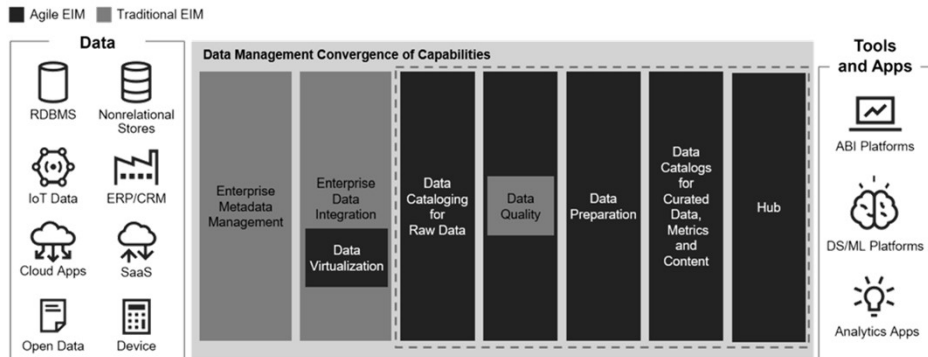 Agile EIM
Traditional EIM
Data
RDBMS
Nonrelational
Stores
IoT Data
ERP/CRM
Cloud Apps
SaaS
Open Data
Device
Data Management Convergence of Capabilities
Enterprise
Metadata
Management
Enterprise
Data
Integration
Data
Virtualization
Data
Cataloging
for
Raw Data
Data
Quality
Data
Preparation
Data
Catalogs
for
Curated
Data,
Metrics
and
Content
Hub
Tools
and Apps
ABI Platforms
DS/ML Platforms
Analytics Apps